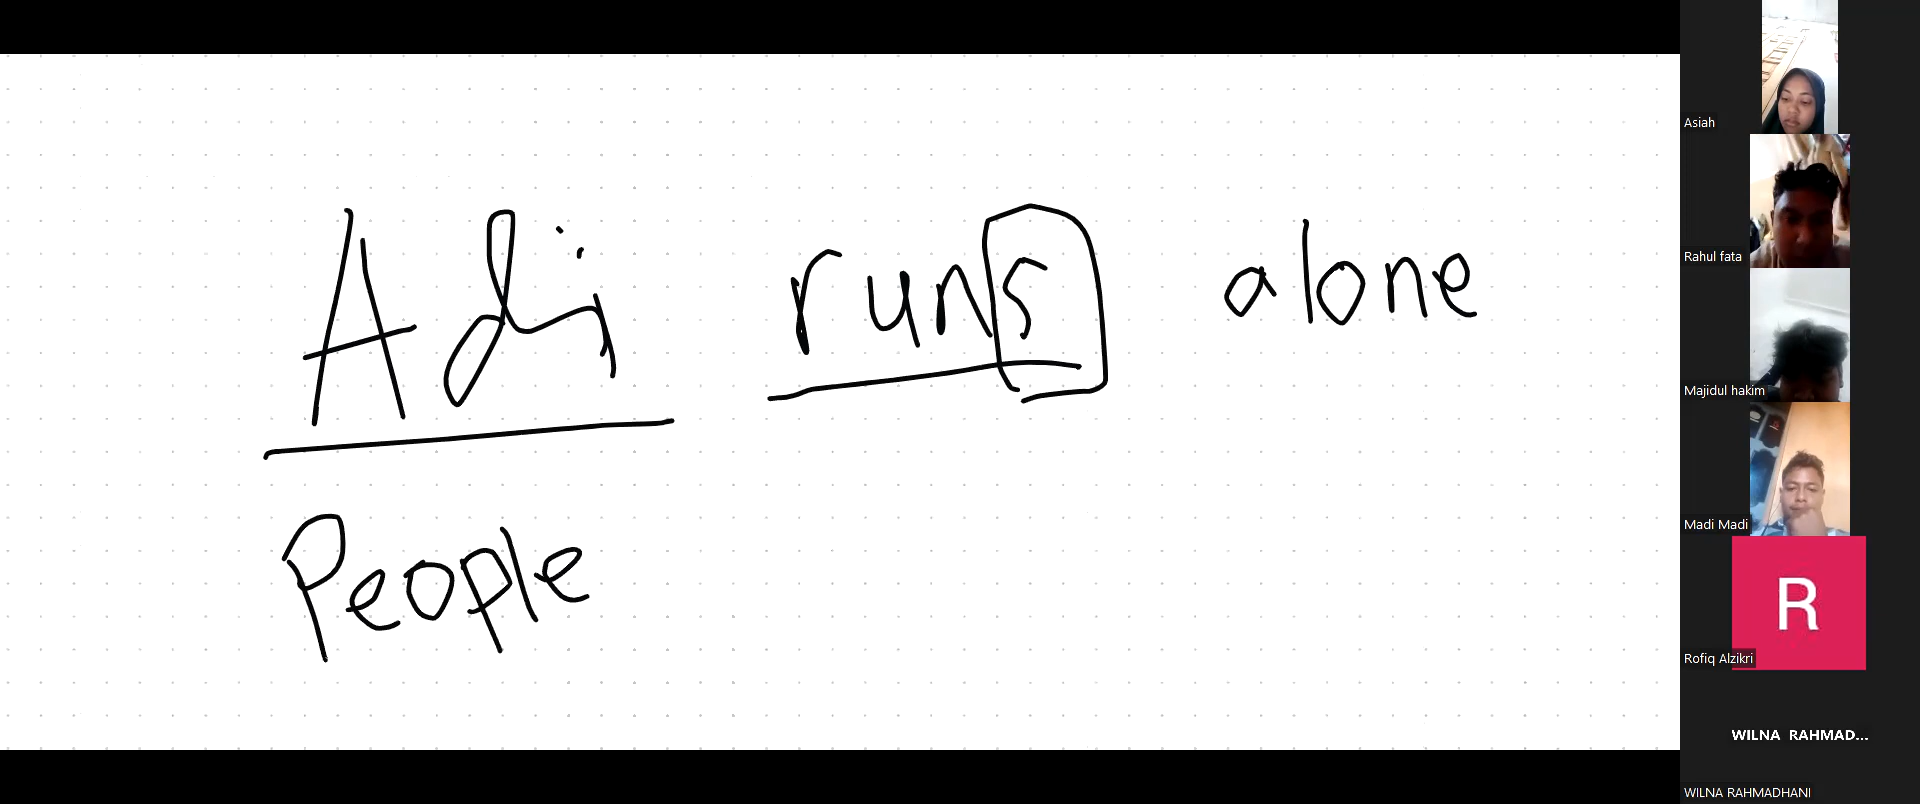 Adi runs alone
People
Asiah
Rahul fata
Majidul hakim
Madi Madi
R
Rofiq Alzikri
WILNA RAHMAD...
WILNA RAHMADHANI